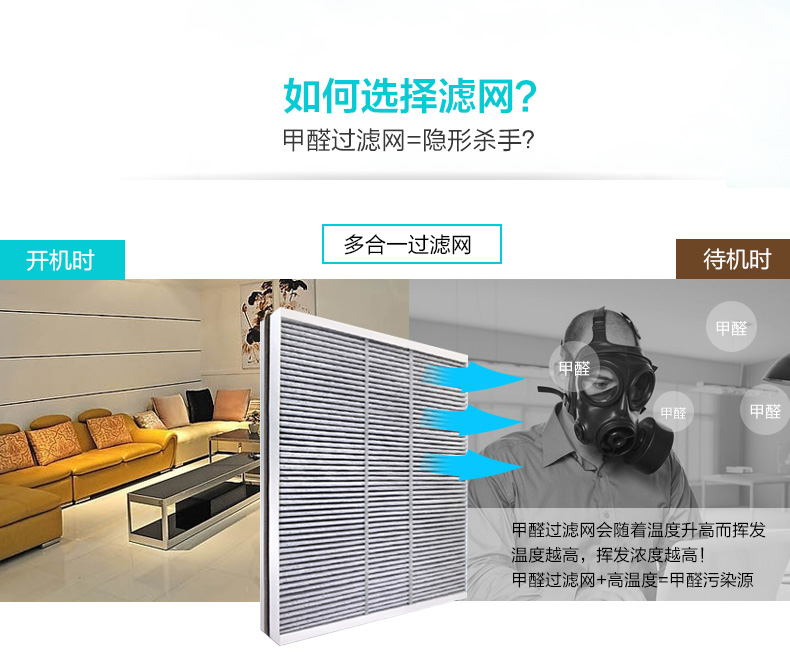 如何选择滤网?
甲醛过滤网=隐形杀手?
多合一过滤网
开机时
待机时
甲醛
甲醛
甲醛
甲醛
甲醛过滤网会随着温度升高而挥发
温度越高，挥发浓度越高！
甲醛过滤网+高温度=甲醛污染源